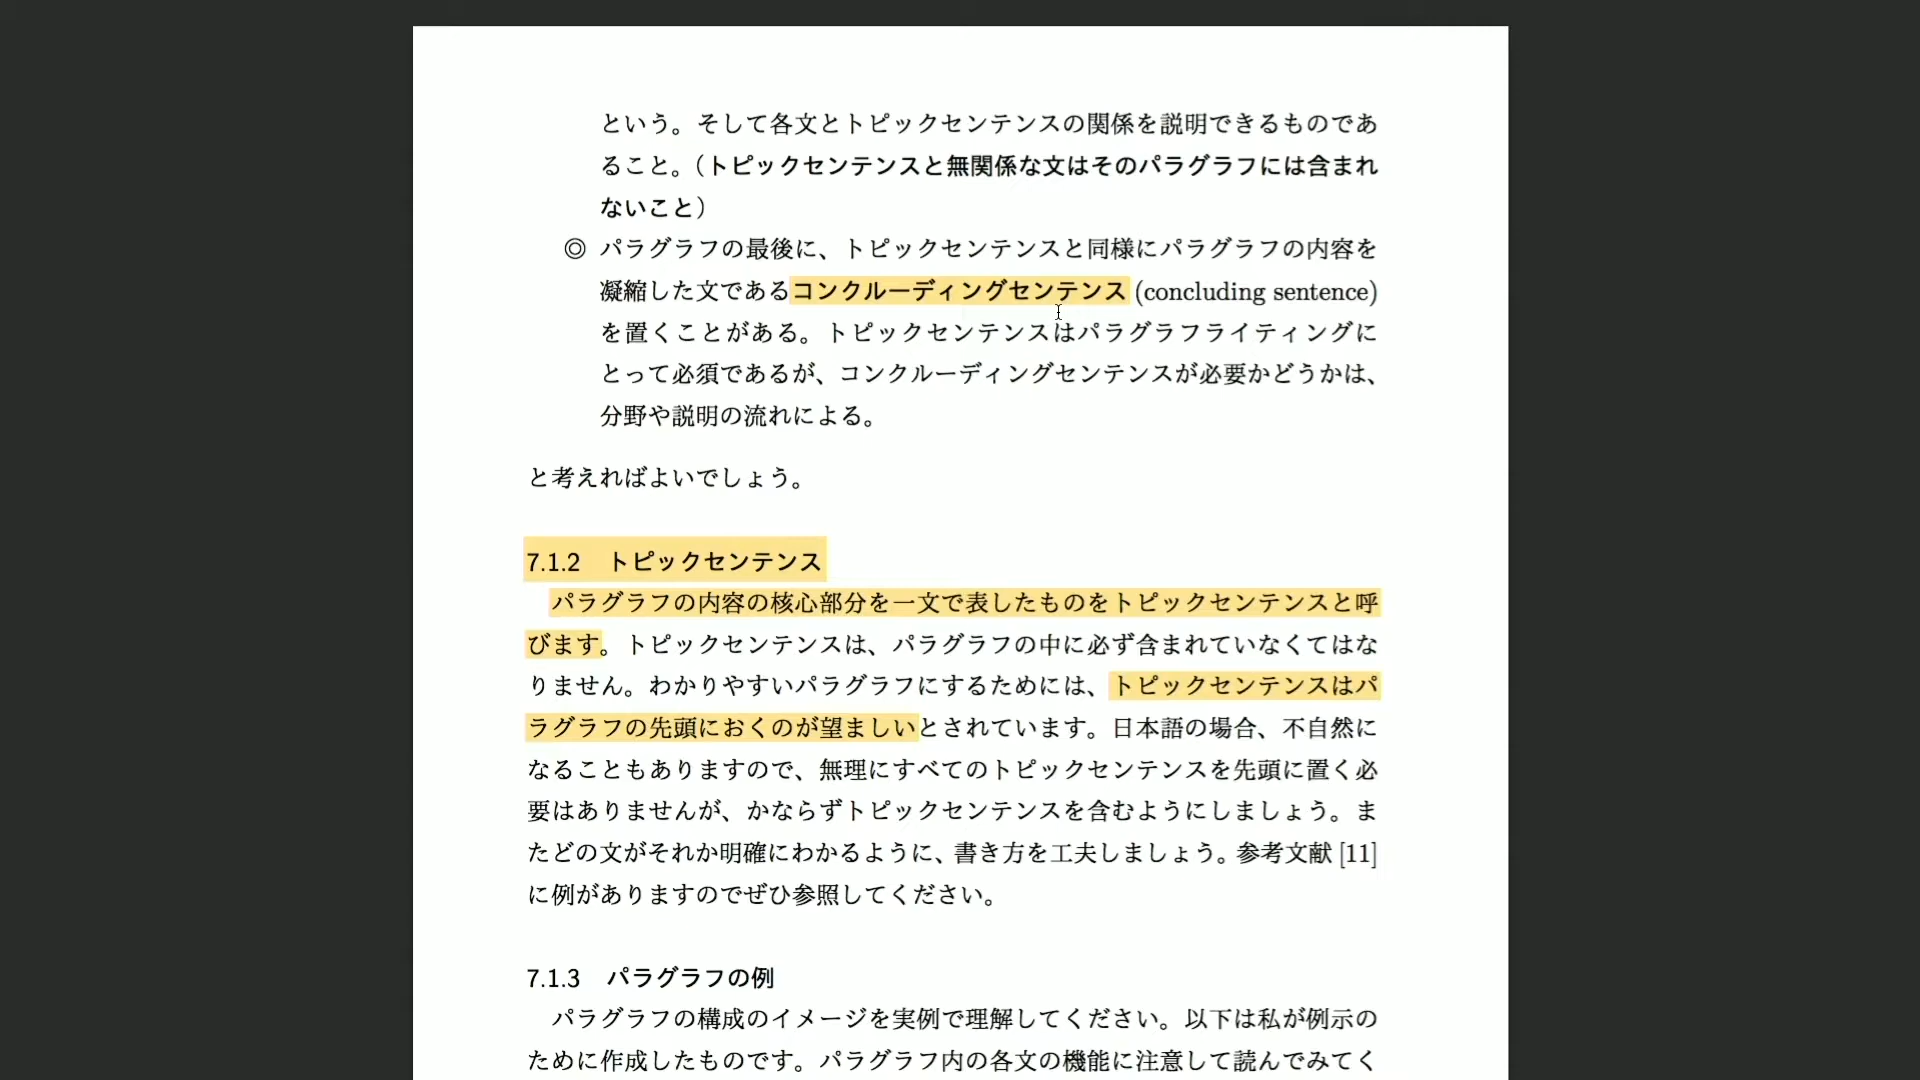 という。そして各文とトピックセンテンスの関係を説明できるものであ
ること。（トピックセンテンスと無関係な文はそのパラグラフには含まれ
ないこと）
◎ パラグラフの最後に、トピックセンテンスと同様にパラグラフの内容を
凝縮した文であるコンクルーディングセンテンス (concluding sentence)
を置くことがある。トピックセンテンスはパラグラフライティングに
とって必須であるが、コンクルーディングセンテンスが必要かどうかは、
分野や説明の流れによる。
と考えればよいでしょう。
7.1.2 トピックセンテンス
パラグラフの内容の核心部分を一文で表したものをトピックセンテンスと呼
びます。トピックセンテンスは、パラグラフの中に必ず含まれていなくてはな
りません。わかりやすいパラグラフにするためには、トピックセンテンスはパ
ラグラフの先頭におくのが望ましいとされています。日本語の場合、不自然に
なることもありますので、無理にすべてのトピックセンテンスを先頭に置く必
要はありませんが、かならずトピックセンテンスを含むようにしましょう。ま
たどの文がそれか明確にわかるように、書き方を工夫しましょう。参考文献 [11]
に例がありますのでぜひ参照してください。
7.1.3 パラグラフの例
パラグラフの構成のイメージを実例で理解してください。以下は私が例示の
ために作成したものです。パラグラフ内の各文の機能に注意して読んでみてく